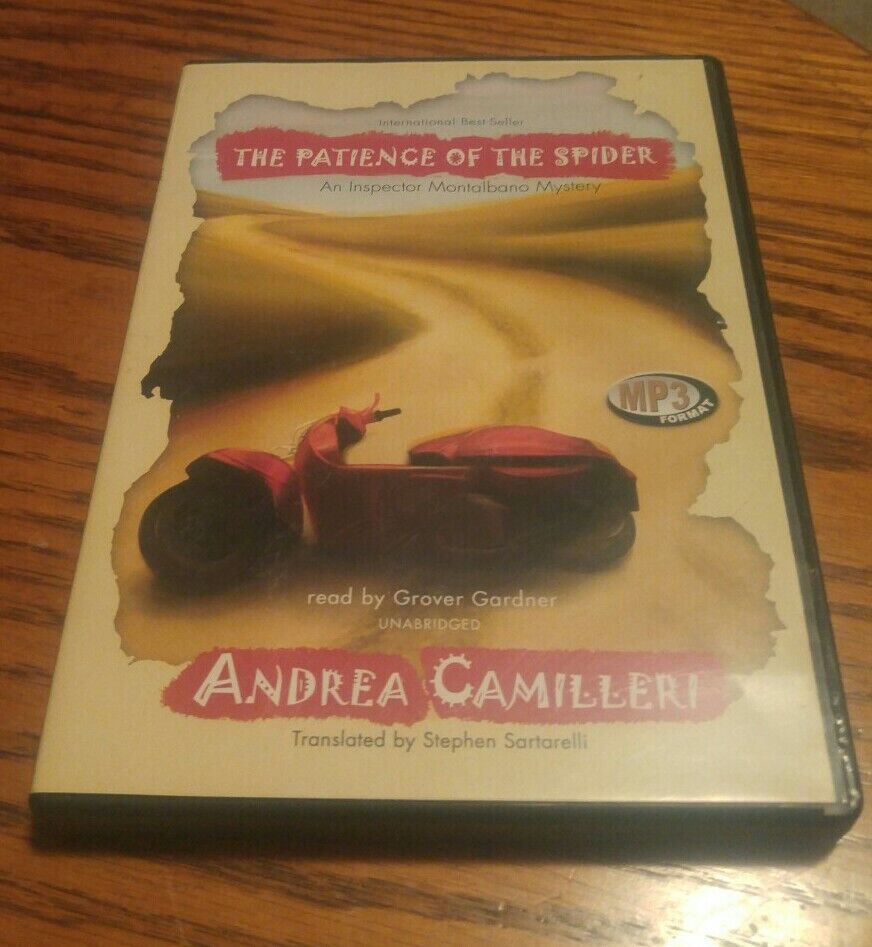 International Best Seller
THE PATIENCE OF THE SPIDER
An Inspector Montalbano Mystery
MP3
FORMAT
read by Grover Gardner
UNABRIDGED
ANDREA CAMILLERI
Translated by Stephen Sartarelli